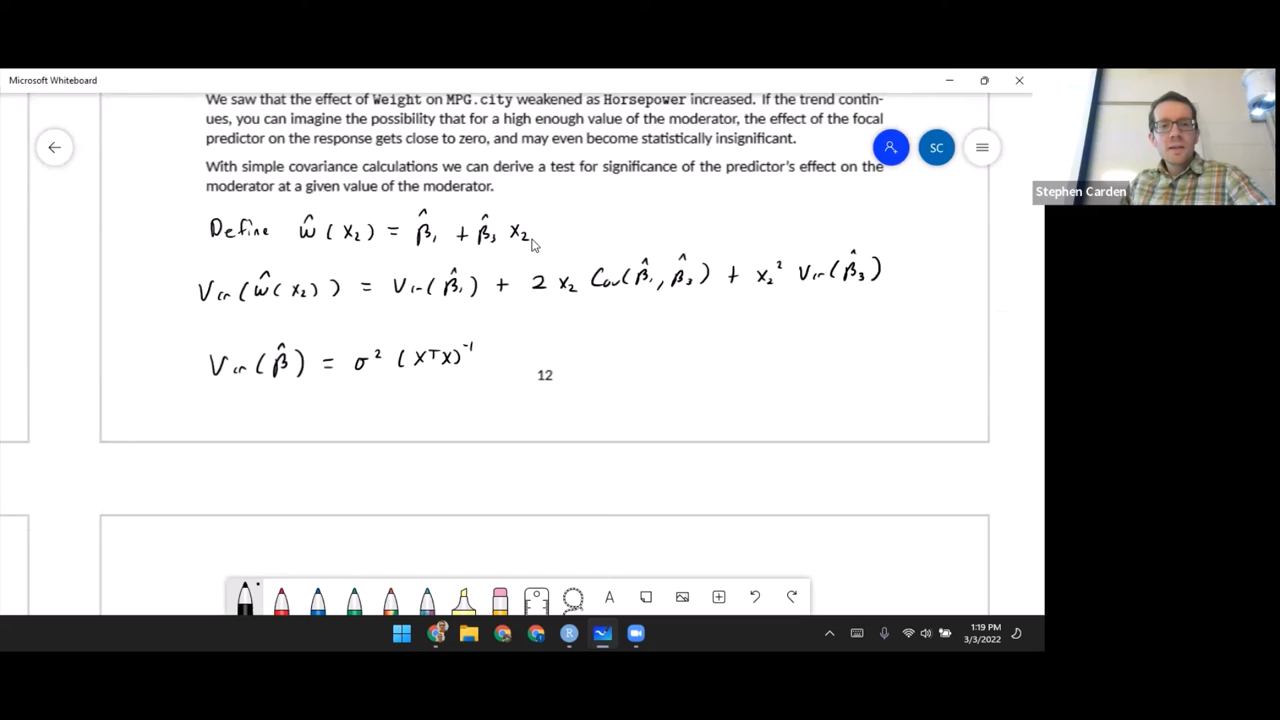 Microsoft Whiteboard
We saw that the effect of Weight on MPG.city weakened as Horsepower increased. If the trend contin-
ues, you can imagine the possibility that for a high enough value of the moderator, the effect of the focal
predictor on the response gets close to zero, and may even become statistically insignificant.
SC
With simple covariance calculations we can derive a test for significance of the predictor's effect on the
moderator at a given value of the moderator.
Stephen Carden
Define ŵ(x₂) = β̂₁ + β̂₃ x₂
Var(ŵ(x₂)) = Var(β̂₁) + 2 x₂ Cov(β̂₁, β̂₃) + x₂² Var(β̂₃)
Var(β̂) = σ² (XᵀX)⁻¹
12
A
R
1:19 PM
3/3/2022